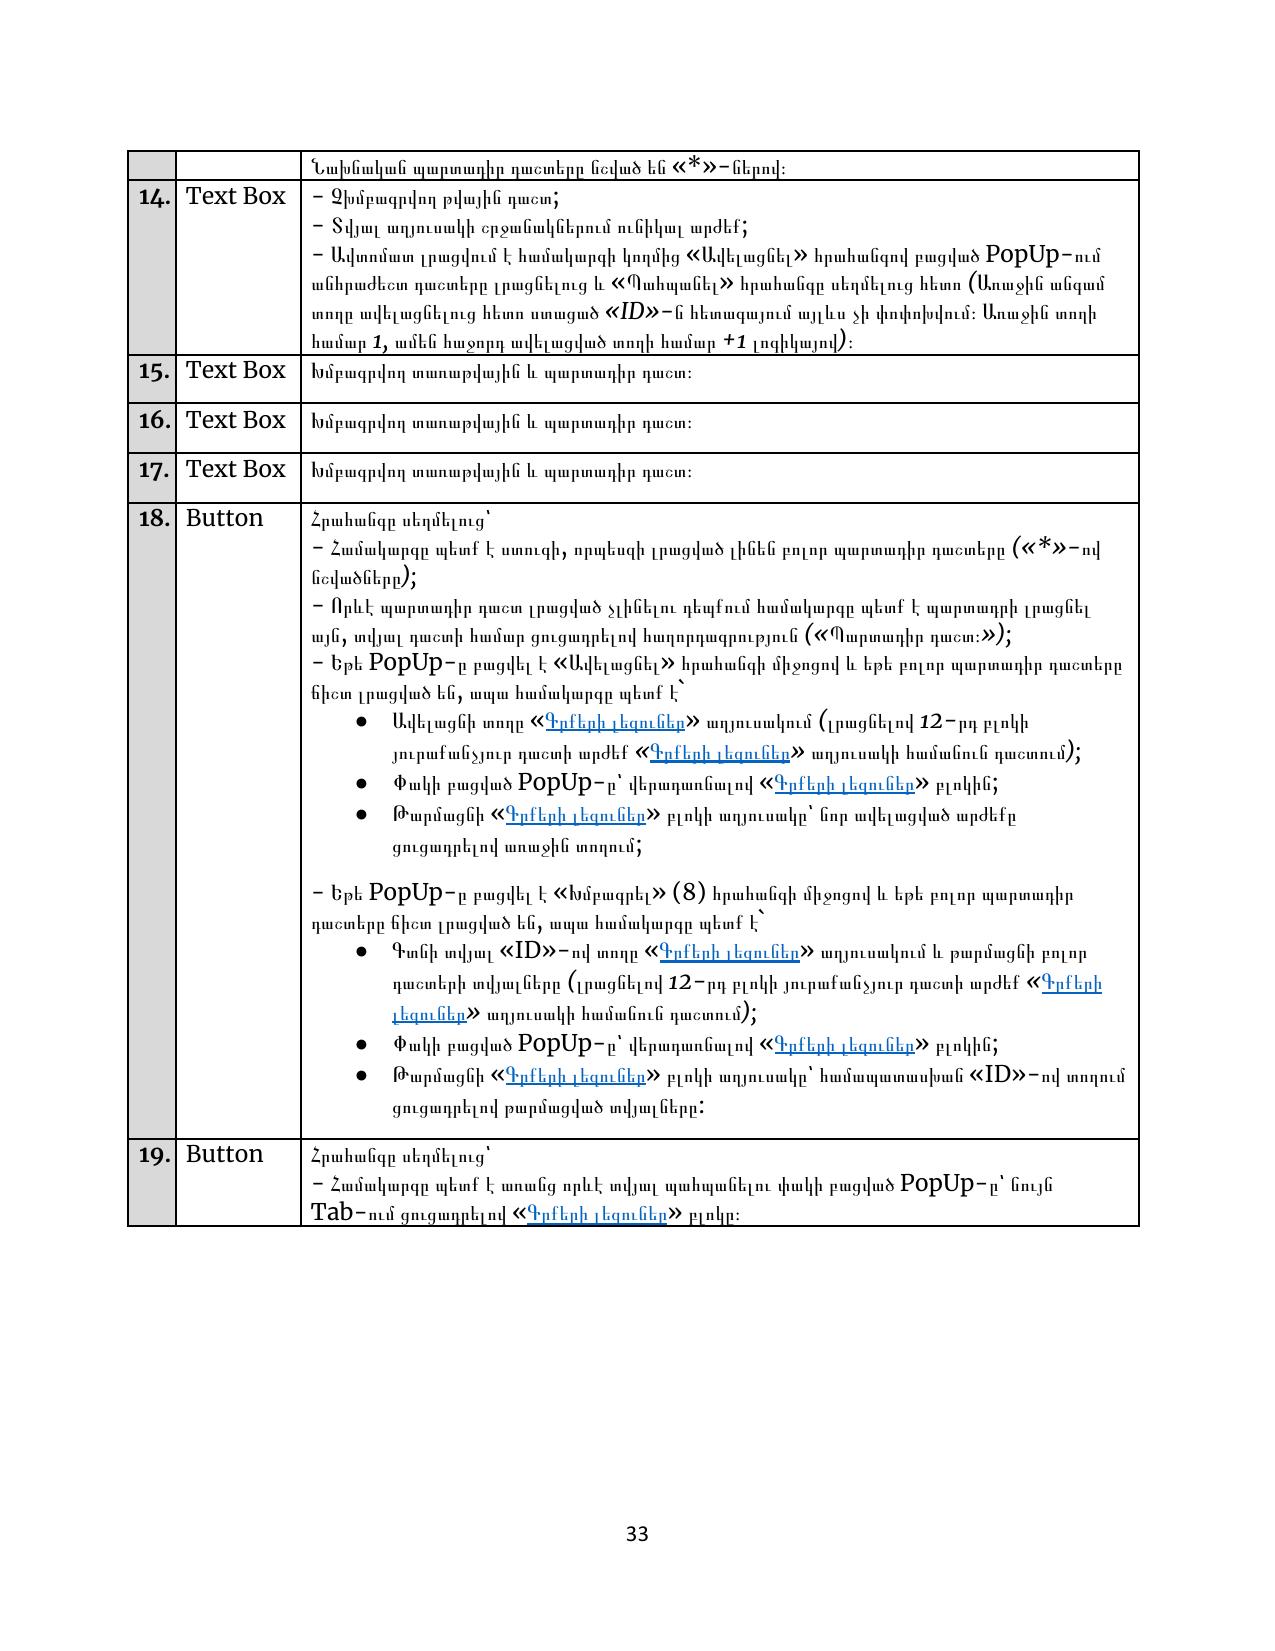 Նախնական պարտադիր դաշտերը նշված են «*»-ներով։
14. Text Box – Չխմբագրվող թվային դաշտ;
– Տվյալ աղյուսակի շրջանակներում ունիկալ արժեք;
– Ավտոմատ լրացվում է համակարգի կողմից «Ավելացնել» հրահանգով բացված PopUp-ում
անհրաժեշտ դաշտերը լրացնելուց և «Պահպանել» հրահանգը սեղմելուց հետո (Առաջին անգամ
տողը ավելացնելուց հետո ստացած «ID»-ն հետագայում այլևս չի փոփոխվում։ Առաջին տողի
համար 1, ամեն հաջորդ ավելացված տողի համար +1 լոգիկայով)։
15. Text Box Խմբագրվող տառաթվային և պարտադիր դաշտ։
16. Text Box Խմբագրվող տառաթվային և պարտադիր դաշտ։
17. Text Box Խմբագրվող տառաթվային և պարտադիր դաշտ։
18. Button Հրահանգը սեղմելուց՝
– Համակարգը պետք է ստուգի, որպեսզի լրացված լինեն բոլոր պարտադիր դաշտերը («*»-ով
նշվածները);
– Որևէ պարտադիր դաշտ լրացված չլինելու դեպքում համակարգը պետք է պարտադրի լրացնել
այն, տվյալ դաշտի համար ցուցադրելով հաղորդագրություն («Պարտադիր դաշտ։»);
– Եթե PopUp-ը բացվել է «Ավելացնել» հրահանգի միջոցով և եթե բոլոր պարտադիր դաշտերը
ճիշտ լրացված են, ապա համակարգը պետք է՝
● Ավելացնի տողը «Գրքերի լեզուներ» աղյուսակում (լրացնելով 12-րդ բլոկի
յուրաքանչյուր դաշտի արժեք «Գրքերի լեզուներ» աղյուսակի համանուն դաշտում);
● Փակի բացված PopUp-ը՝ վերադառնալով «Գրքերի լեզուներ» բլոկին;
● Թարմացնի «Գրքերի լեզուներ» բլոկի աղյուսակը՝ նոր ավելացված արժեքը
ցուցադրելով առաջին տողում;
– Եթե PopUp-ը բացվել է «Խմբագրել» (8) հրահանգի միջոցով և եթե բոլոր պարտադիր
դաշտերը ճիշտ լրացված են, ապա համակարգը պետք է՝
● Գտնի տվյալ «ID»-ով տողը «Գրքերի լեզուներ» աղյուսակում և թարմացնի բոլոր
դաշտերի տվյալները (լրացնելով 12-րդ բլոկի յուրաքանչյուր դաշտի արժեք «Գրքերի
լեզուներ» աղյուսակի համանուն դաշտում);
● Փակի բացված PopUp-ը՝ վերադառնալով «Գրքերի լեզուներ» բլոկին;
● Թարմացնի «Գրքերի լեզուներ» բլոկի աղյուսակը՝ համապատասխան «ID»-ով տողում
ցուցադրելով թարմացված տվյալները:
19. Button Հրահանգը սեղմելուց՝
– Համակարգը պետք է առանց որևէ տվյալ պահպանելու փակի բացված PopUp-ը՝ նույն
Tab-ում ցուցադրելով «Գրքերի լեզուներ» բլոկը։
33